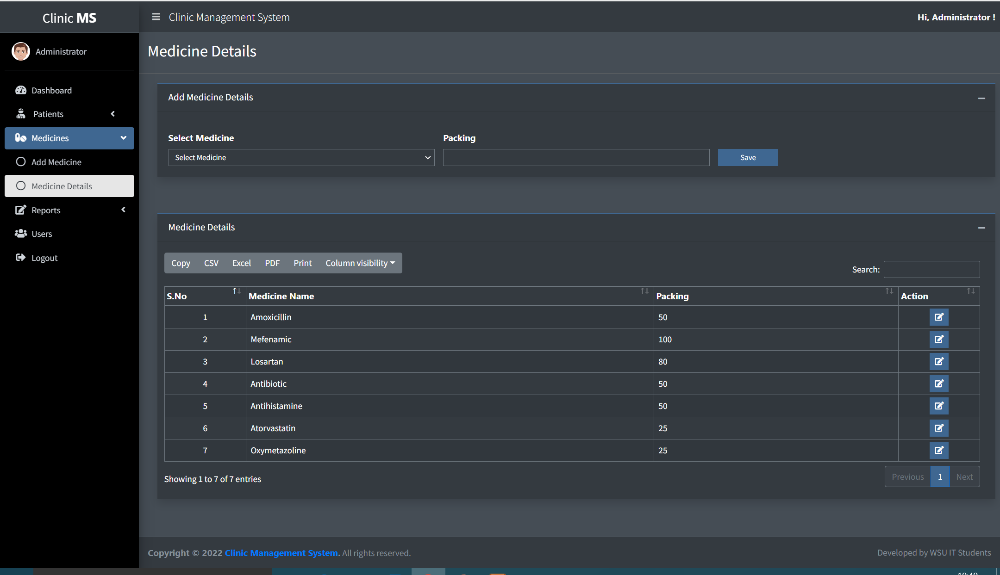 Clinic MS
Clinic Management System
Hi, Administrator !
Administrator
Dashboard
Patients
Medicines
Add Medicine
Medicine Details
Reports
Users
Logout
Medicine Details
Add Medicine Details
Select Medicine
Packing
Select Medicine
Save
Medicine Details
Copy CSV Excel PDF Print Column visibility
Search:
S.No Medicine Name Packing Action
1 Amoxicillin 50
2 Mefenamic 100
3 Losartan 80
4 Antibiotic 50
5 Antihistamine 50
6 Atorvastatin 25
7 Oxymetazoline 25
Showing 1 to 7 of 7 entries
Previous 1 Next
Copyright © 2022 Clinic Management System. All rights reserved.
Developed by WSU IT Students